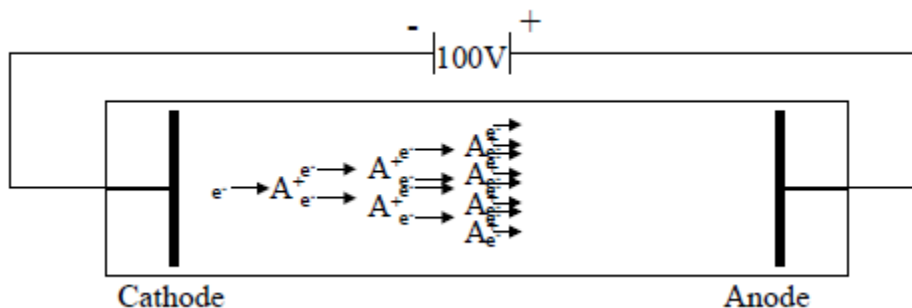 - 100V +
e⁻ A⁺ e⁻ e⁻ A⁺ A⁺ e⁻ e⁻ e⁻ e⁻ A A A A e⁻ e⁻ e⁻ e⁻ e⁻
Cathode Anode